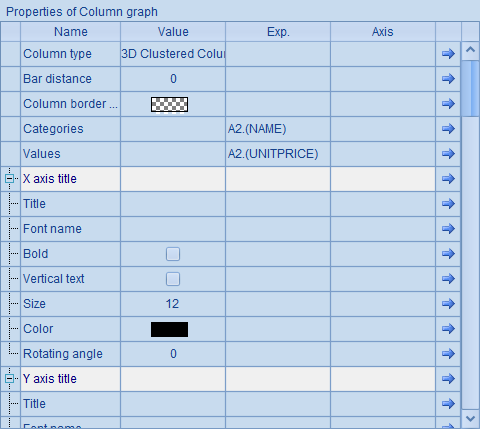 Properties of Column graph
Name Value Exp. Axis
Column type 3D Clustered Colu
Bar distance 0
Column border ...
Categories A2.(NAME)
Values A2.(UNITPRICE)
X axis title
Title
Font name
Bold
Vertical text
Size 12
Color
Rotating angle 0
Y axis title
Title
Font name